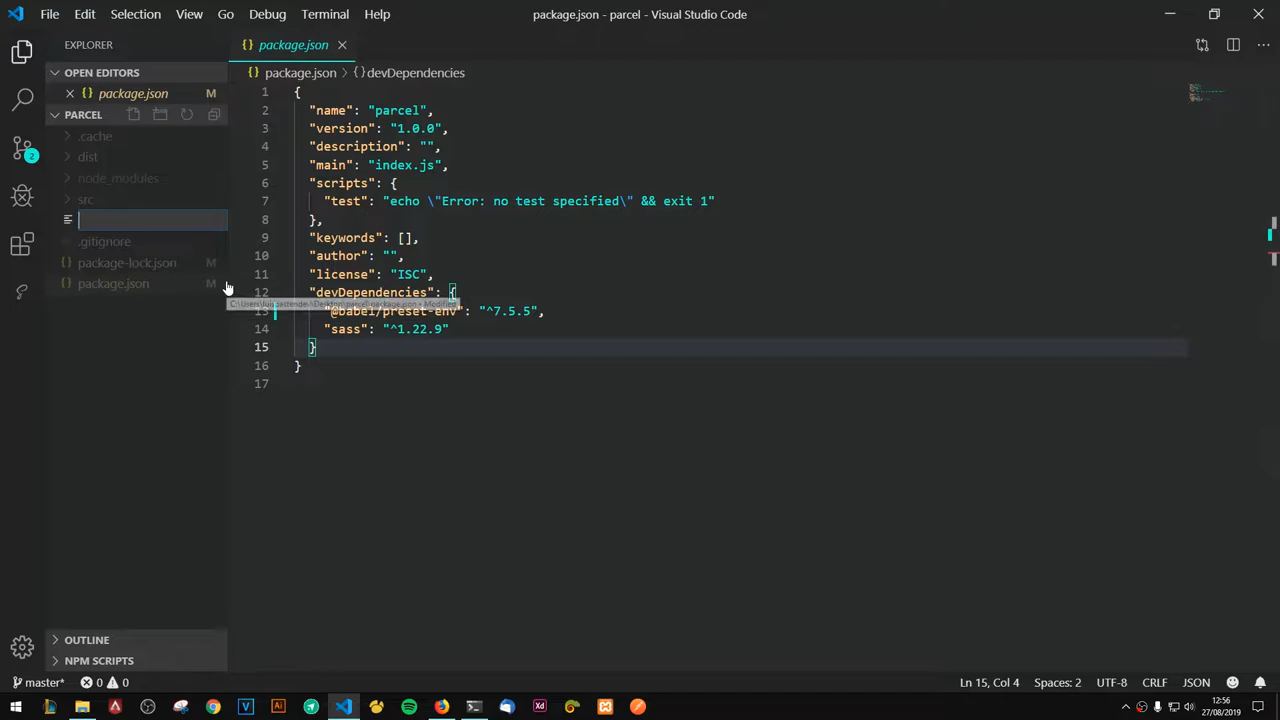 File Edit Selection View Go Debug Terminal Help
package.json - parcel - Visual Studio Code
EXPLORER
OPEN EDITORS
package.json M
PARCEL
.cache
dist
node_modules
src
.gitignore
package-lock.json M
package.json M
OUTLINE
NPM SCRIPTS
2
{} package.json
{} package.json > {} devDependencies
1 {
2 "name": "parcel",
3 "version": "1.0.0",
4 "description": "",
5 "main": "index.js",
6 "scripts": {
7 "test": "echo \"Error: no test specified\" && exit 1"
8 },
9 "keywords": [],
10 "author": "",
11 "license": "ISC",
12 "devDependencies": {
13 "@babel/preset-env": "^7.5.5",
14 "sass": "^1.22.9"
15 }
16 }
17
master* 0 0
Ln 15, Col 4 Spaces: 2 UTF-8 CRLF JSON
12:56
27/08/2019